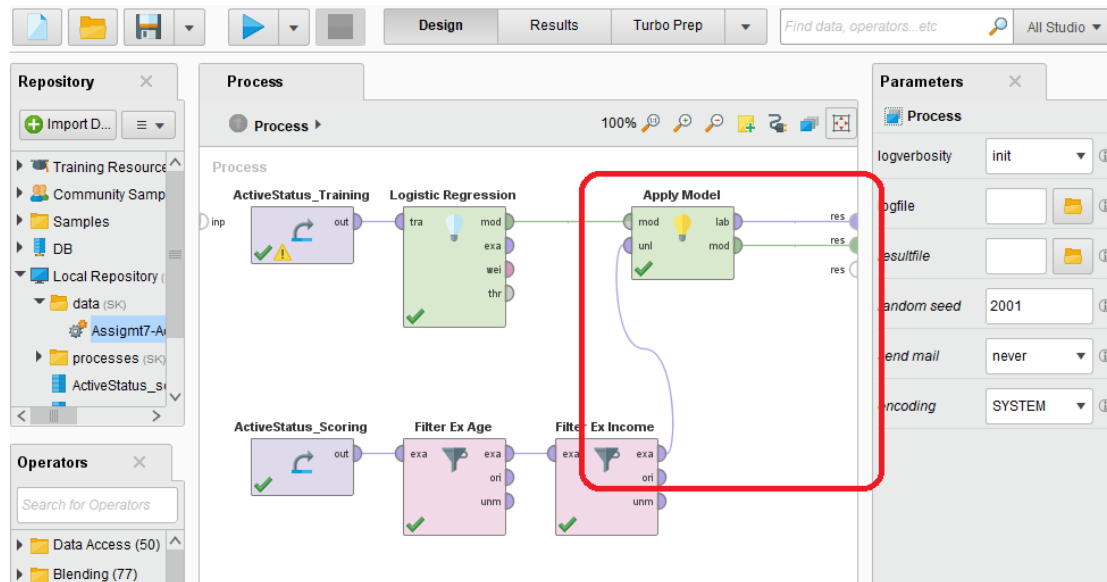 Design Results Turbo Prep Find data, operators...etc All Studio
Repository
Import D...
Training Resource
Community Samp
Samples
DB
Local Repository (
data (SK)
Assigmt7-A
processes (SK)
ActiveStatus_s
Operators
Search for Operators
Data Access (50)
Blending (77)
Process
Process
100%
Process
inp
ActiveStatus_Training
out
Logistic Regression
tra mod
exa
wei
thr
Apply Model
mod lab
unl mod
res
res
res
ActiveStatus_Scoring
out
Filter Ex Age
exa exa
ori
unm
Filter Ex Income
exa exa
ori
unm
Parameters
Process
logverbosity init
logfile
resultfile
random seed 2001
send mail never
encoding SYSTEM